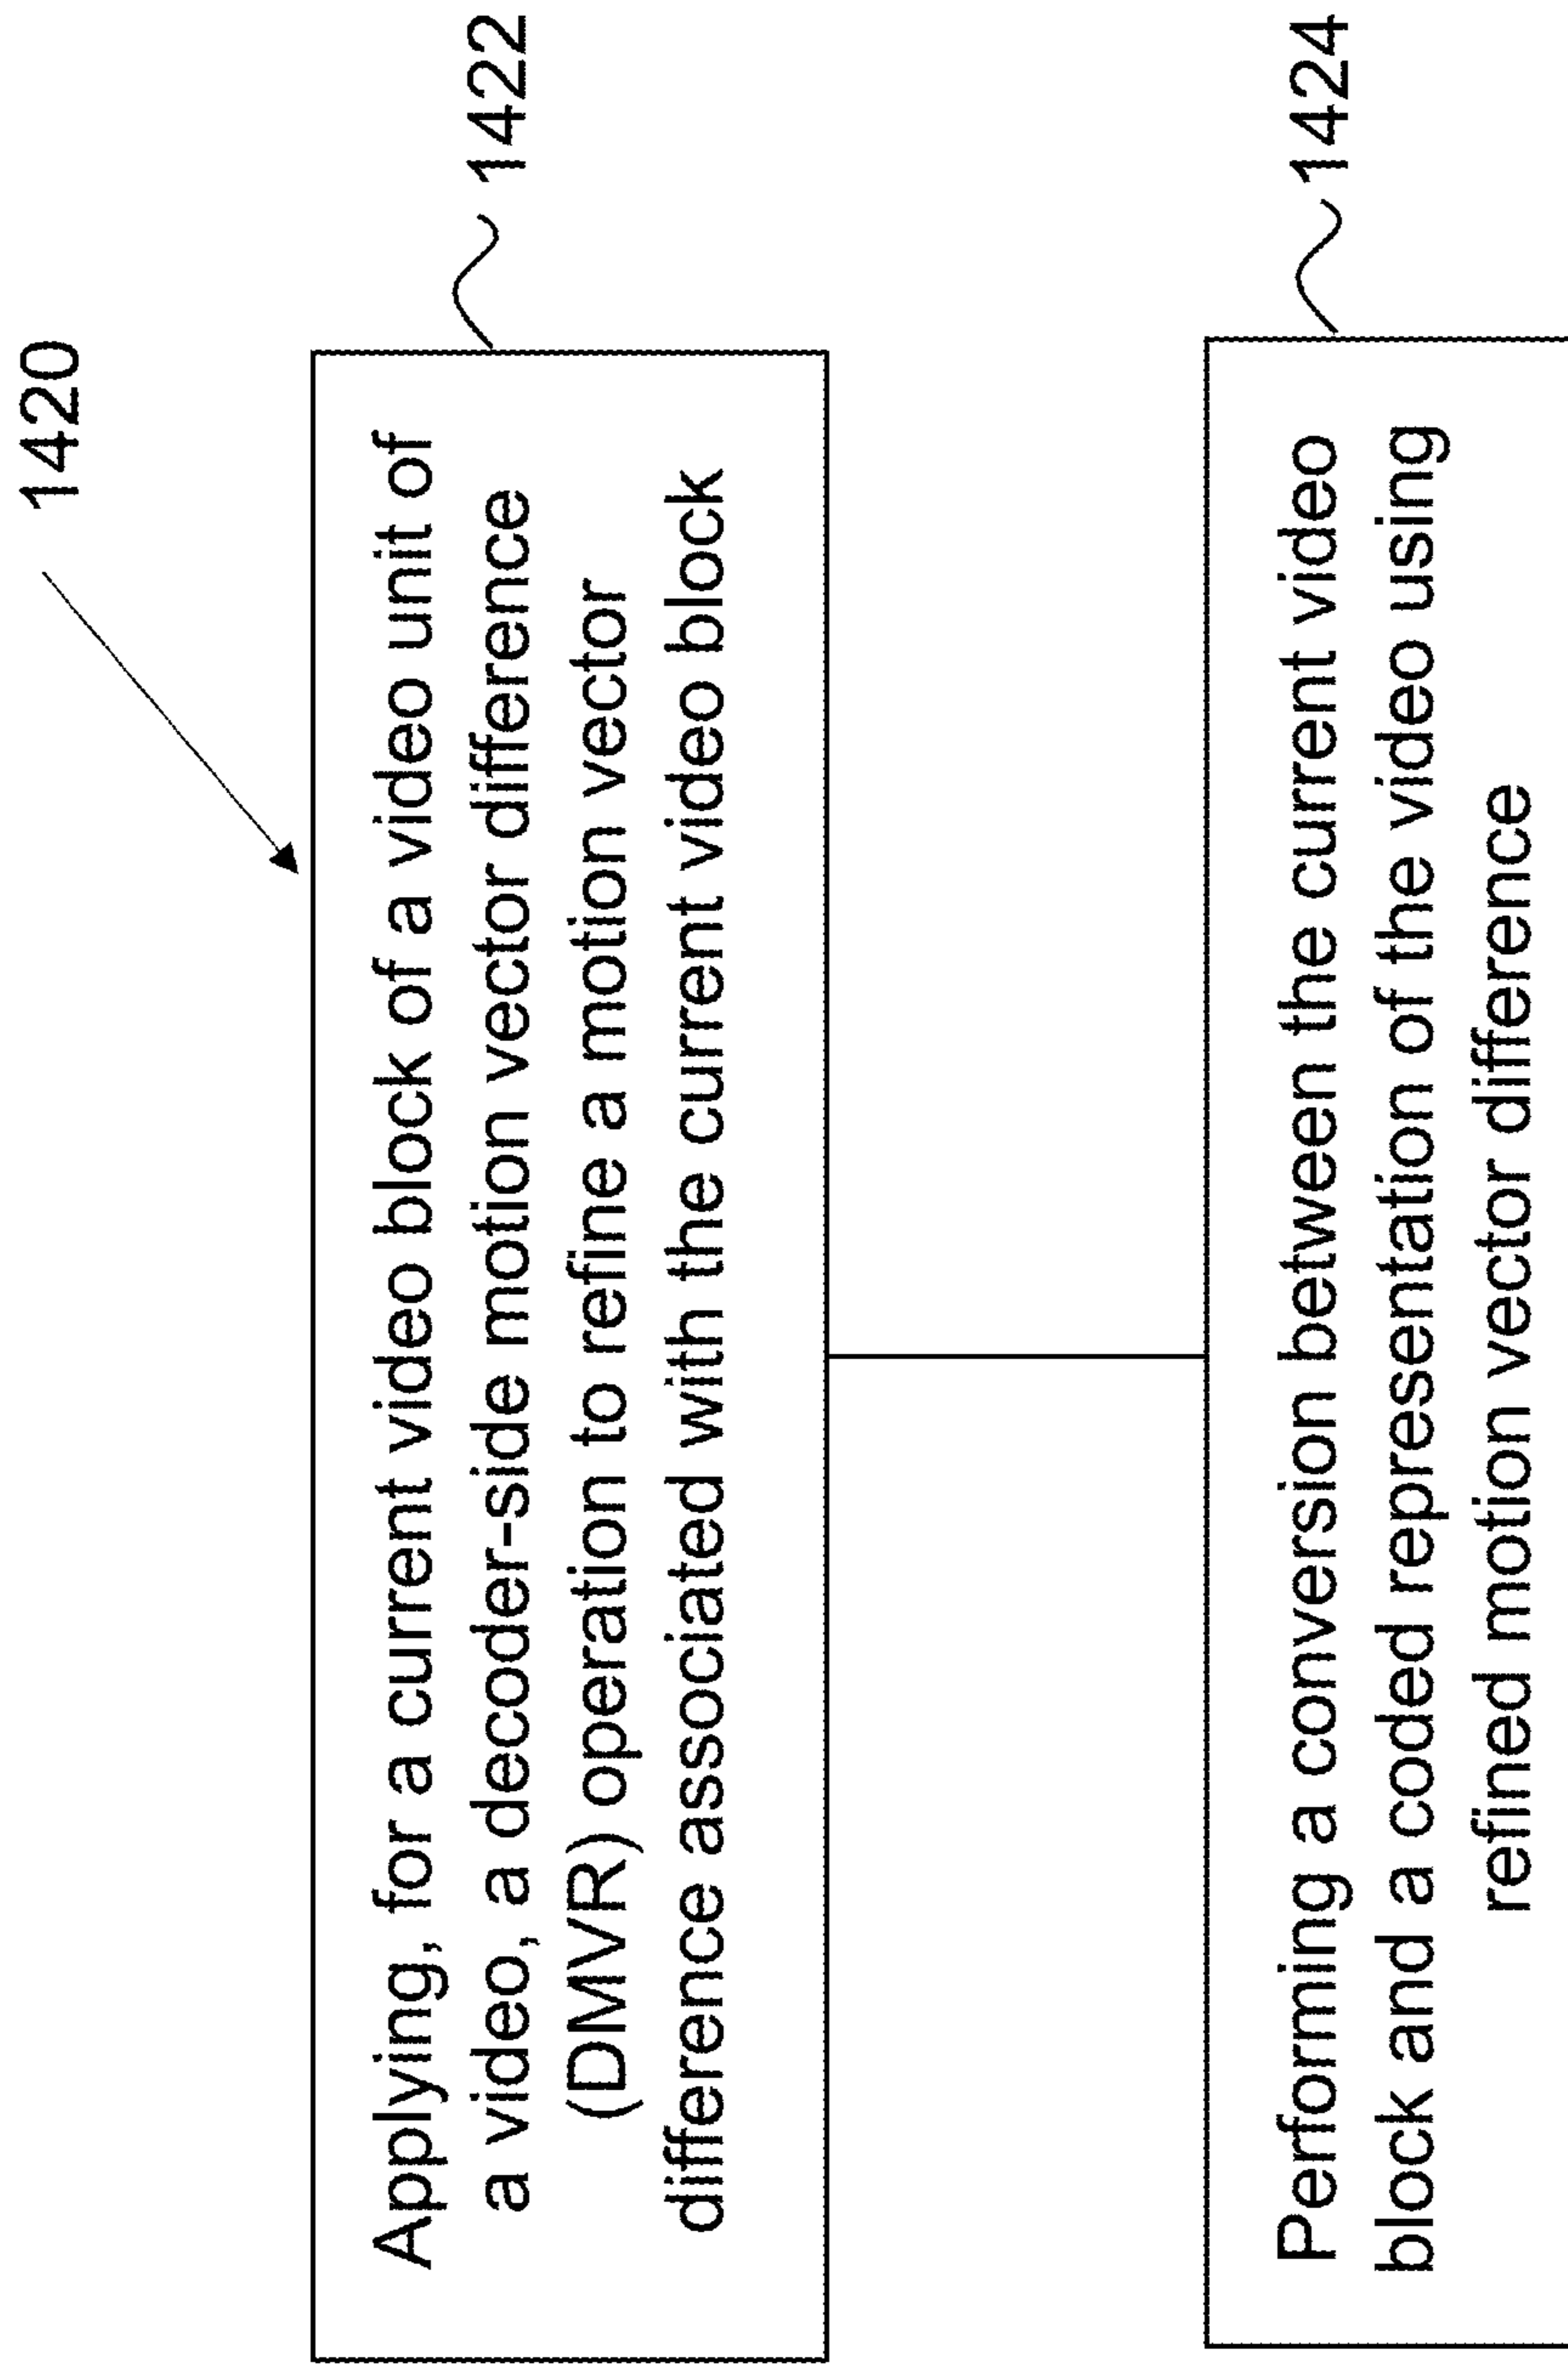 1420
Applying, for a current video block of a video unit of
a video, a decoder-side motion vector difference
(DMVR) operation to refine a motion vector
difference associated with the current video block
1422
Performing a conversion between the current video
block and a coded representation of the video using
refined motion vector difference
1424